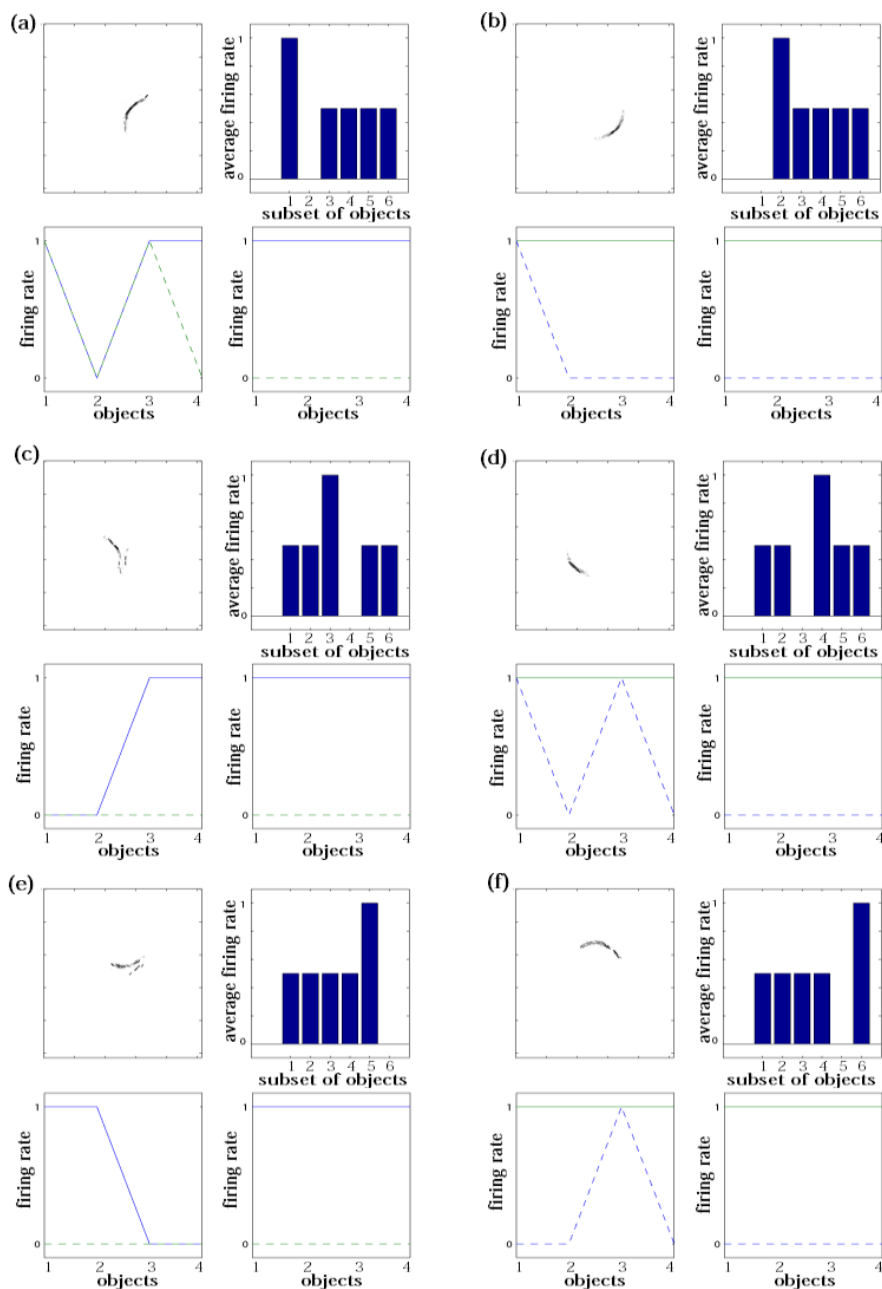 (a)
average firing rate
1
0
1 2 3 4 5 6
subset of objects
(b)
average firing rate
1
0
1 2 3 4 5 6
subset of objects
firing rate
1
0
1 2 3 4
objects
firing rate
1
0
1 2 3 4
objects
firing rate
1
0
1 2 3 4
objects
firing rate
1
0
1 2 3 4
objects
(c)
average firing rate
1
0
1 2 3 4 5 6
subset of objects
(d)
average firing rate
1
0
1 2 3 4 5 6
subset of objects
firing rate
1
0
1 2 3 4
objects
firing rate
1
0
1 2 3 4
objects
firing rate
1
0
1 2 3 4
objects
firing rate
1
0
1 2 3 4
objects
(e)
average firing rate
1
0
1 2 3 4 5 6
subset of objects
(f)
average firing rate
1
0
1 2 3 4 5 6
subset of objects
firing rate
1
0
1 2 3 4
objects
firing rate
1
0
1 2 3 4
objects
firing rate
1
0
1 2 3 4
objects
firing rate
1
0
1 2 3 4
objects